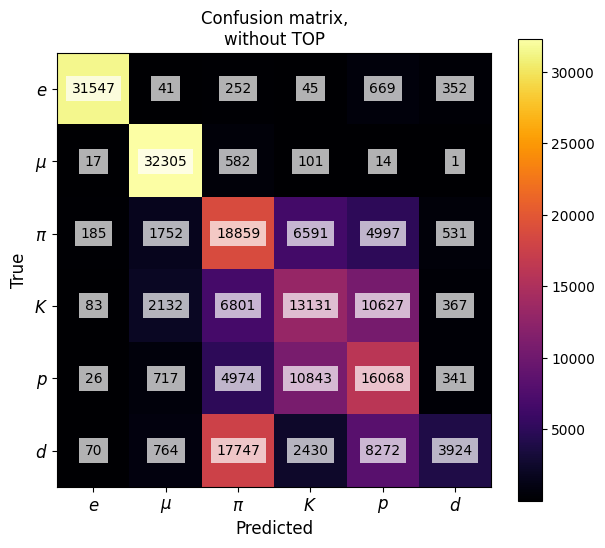 Confusion matrix,
without TOP
True
e 31547 41 252 45 669 352
μ 17 32305 582 101 14 1
π 185 1752 18859 6591 4997 531
K 83 2132 6801 13131 10627 367
p 26 717 4974 10843 16068 341
d 70 764 17747 2430 8272 3924
e μ π K p d
Predicted
30000
25000
20000
15000
10000
5000